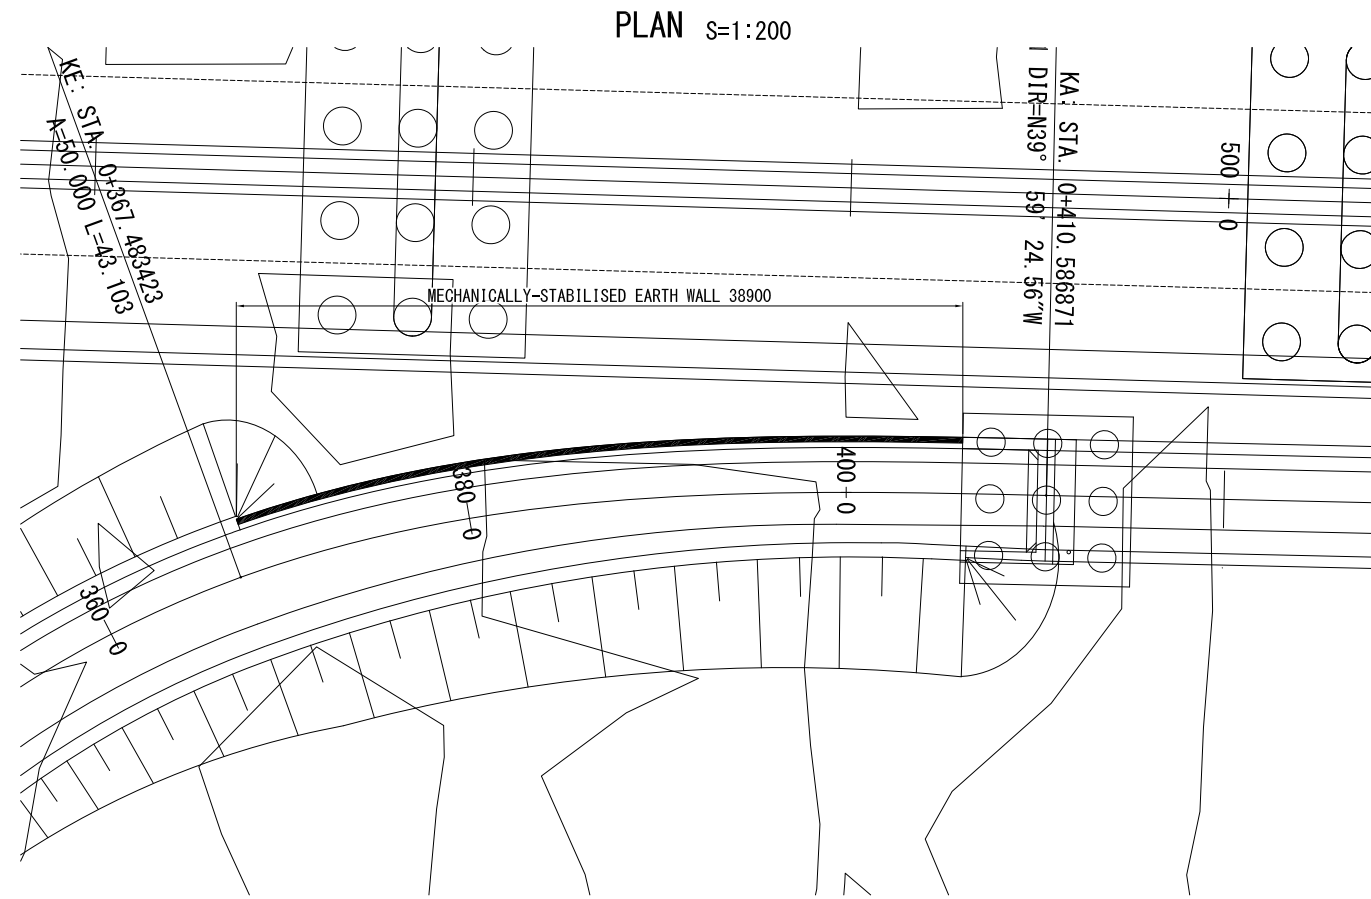 PLAN S=1:200
KE: STA. 0+367.483423
A=50.000 L=43.103
KA: STA. 0+410.586871
DIR=N39° 59' 24.56"W
500 0
MECHANICALLY-STABILISED EARTH WALL 38900
380 0
400 0
360 0